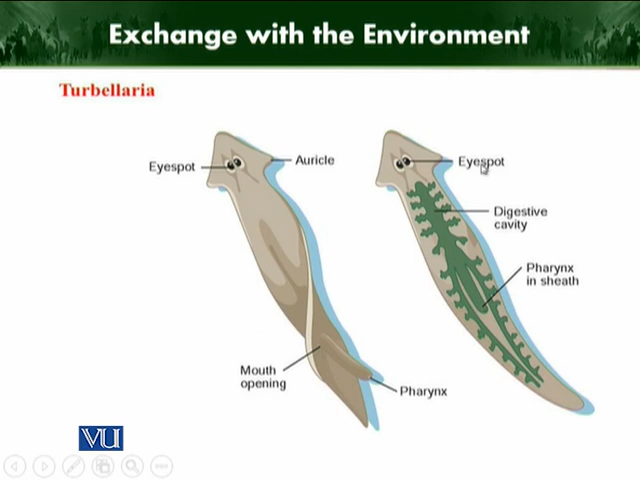 Exchange with the Environment
Turbellaria
Eyespot
Auricle
Eyespot
Digestive
cavity
Pharynx
in sheath
Mouth
opening
Pharynx
VU